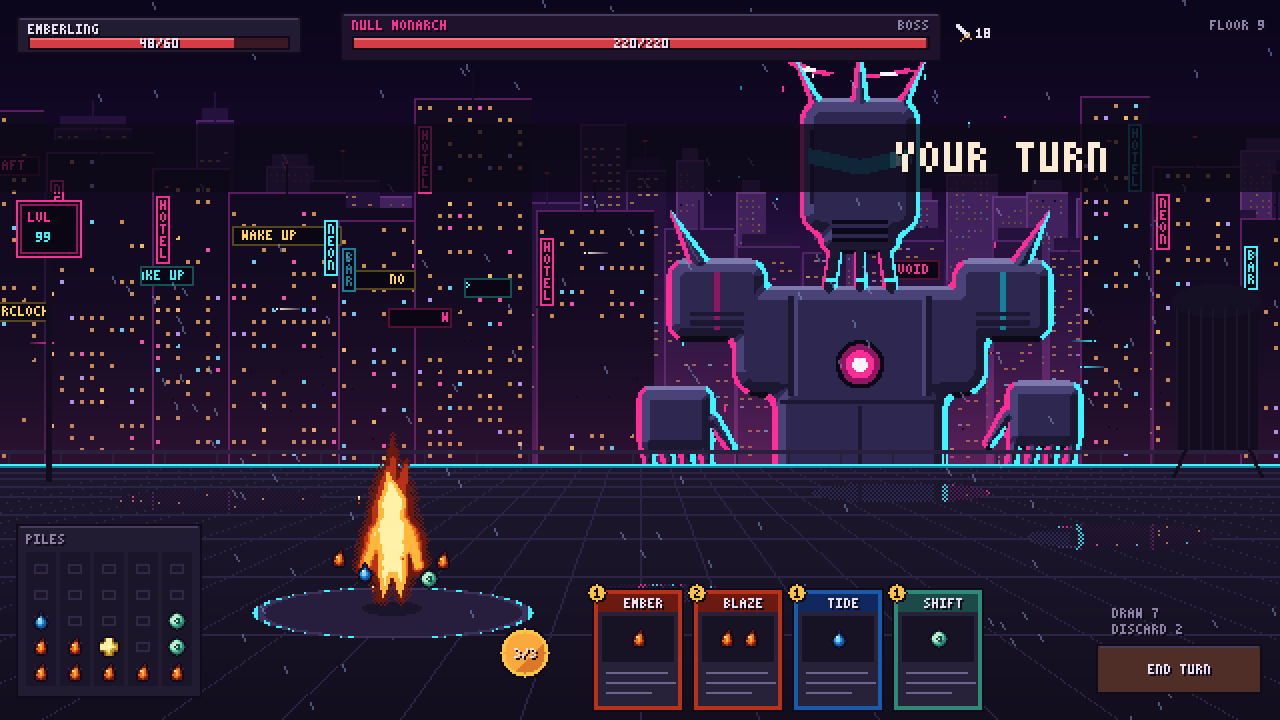 EMBERLING
48/60
NULL MONARCH
BOSS
220/220
18
FLOOR 9
YOUR TURN
HOTEL
HOTEL
AFT
LVL
99
HOTEL
WAKE UP
NEON
BAR
KE UP
NO
HOTEL
VOID
HOTEL
BAR
RCLOCK
N
PILES
3/3
1
EMBER
2
BLAZE
1
TIDE
1
SHIFT
DRAW 7
DISCARD 2
END TURN